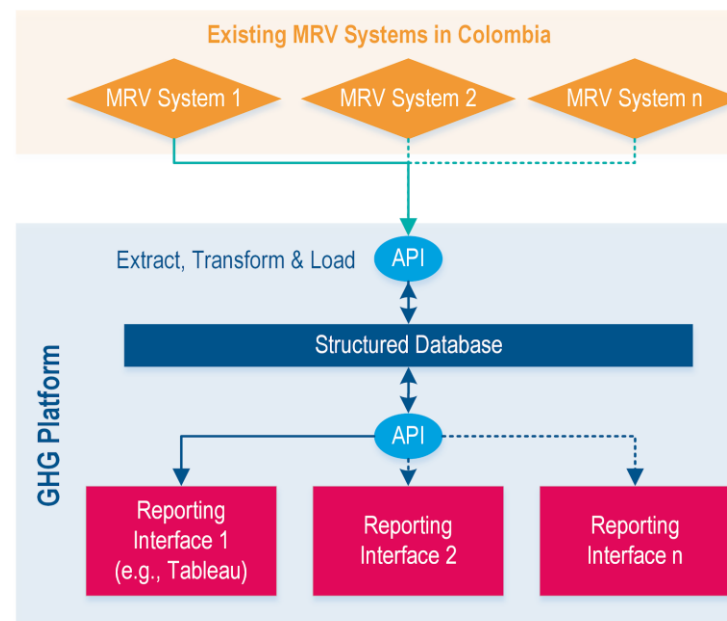 Existing MRV Systems in Colombia
MRV System 1
MRV System 2
MRV System n
Extract, Transform & Load
API
Structured Database
GHG Platform
API
Reporting
Interface 1
(e.g., Tableau)
Reporting
Interface 2
Reporting
Interface n